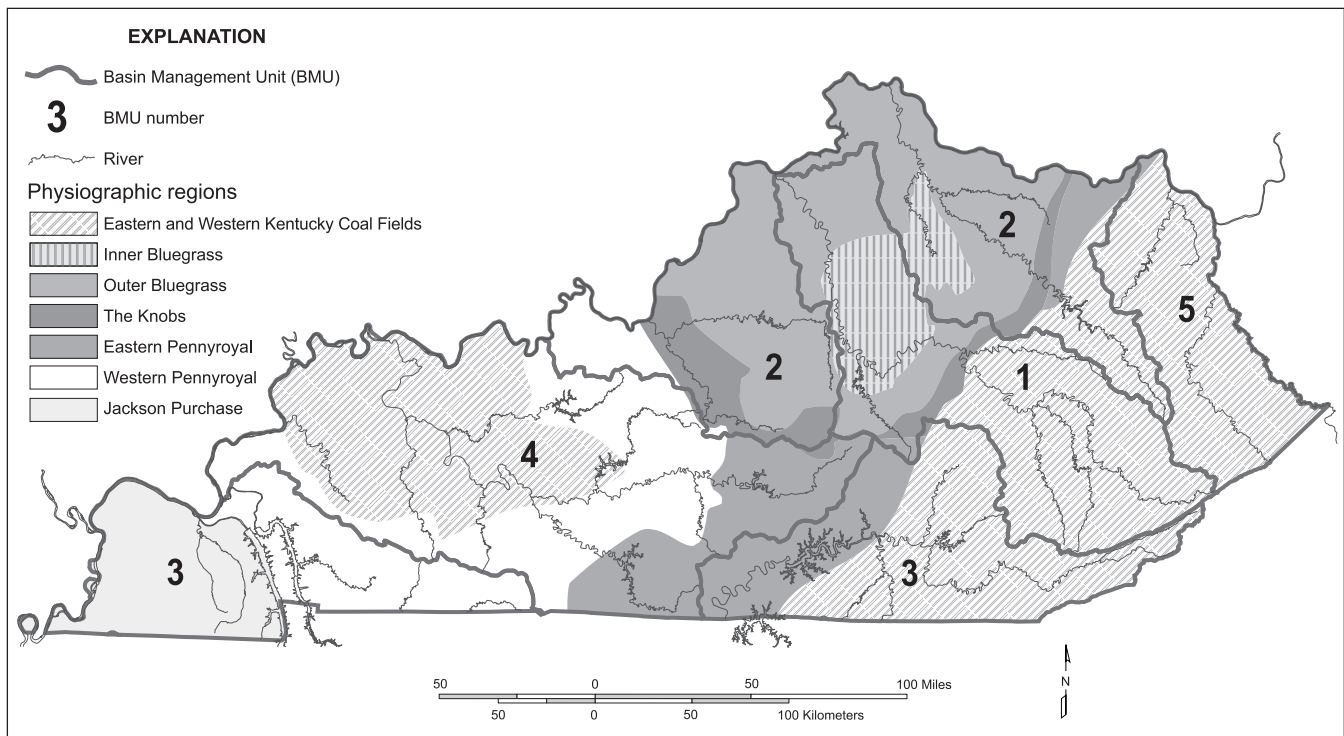 EXPLANATION
Basin Management Unit (BMU)
3 BMU number
River
Physiographic regions
Eastern and Western Kentucky Coal Fields
Inner Bluegrass
Outer Bluegrass
The Knobs
Eastern Pennyroyal
Western Pennyroyal
Jackson Purchase
2
5
2
1
4
3
3
N
50 0 50 100 Miles
50 0 50 100 Kilometers